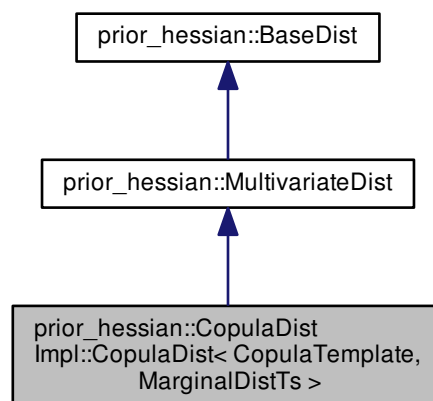 prior_hessian::BaseDist
prior_hessian::MultivariateDist
prior_hessian::CopulaDist
Impl::CopulaDist< CopulaTemplate,
MarginalDistTs >